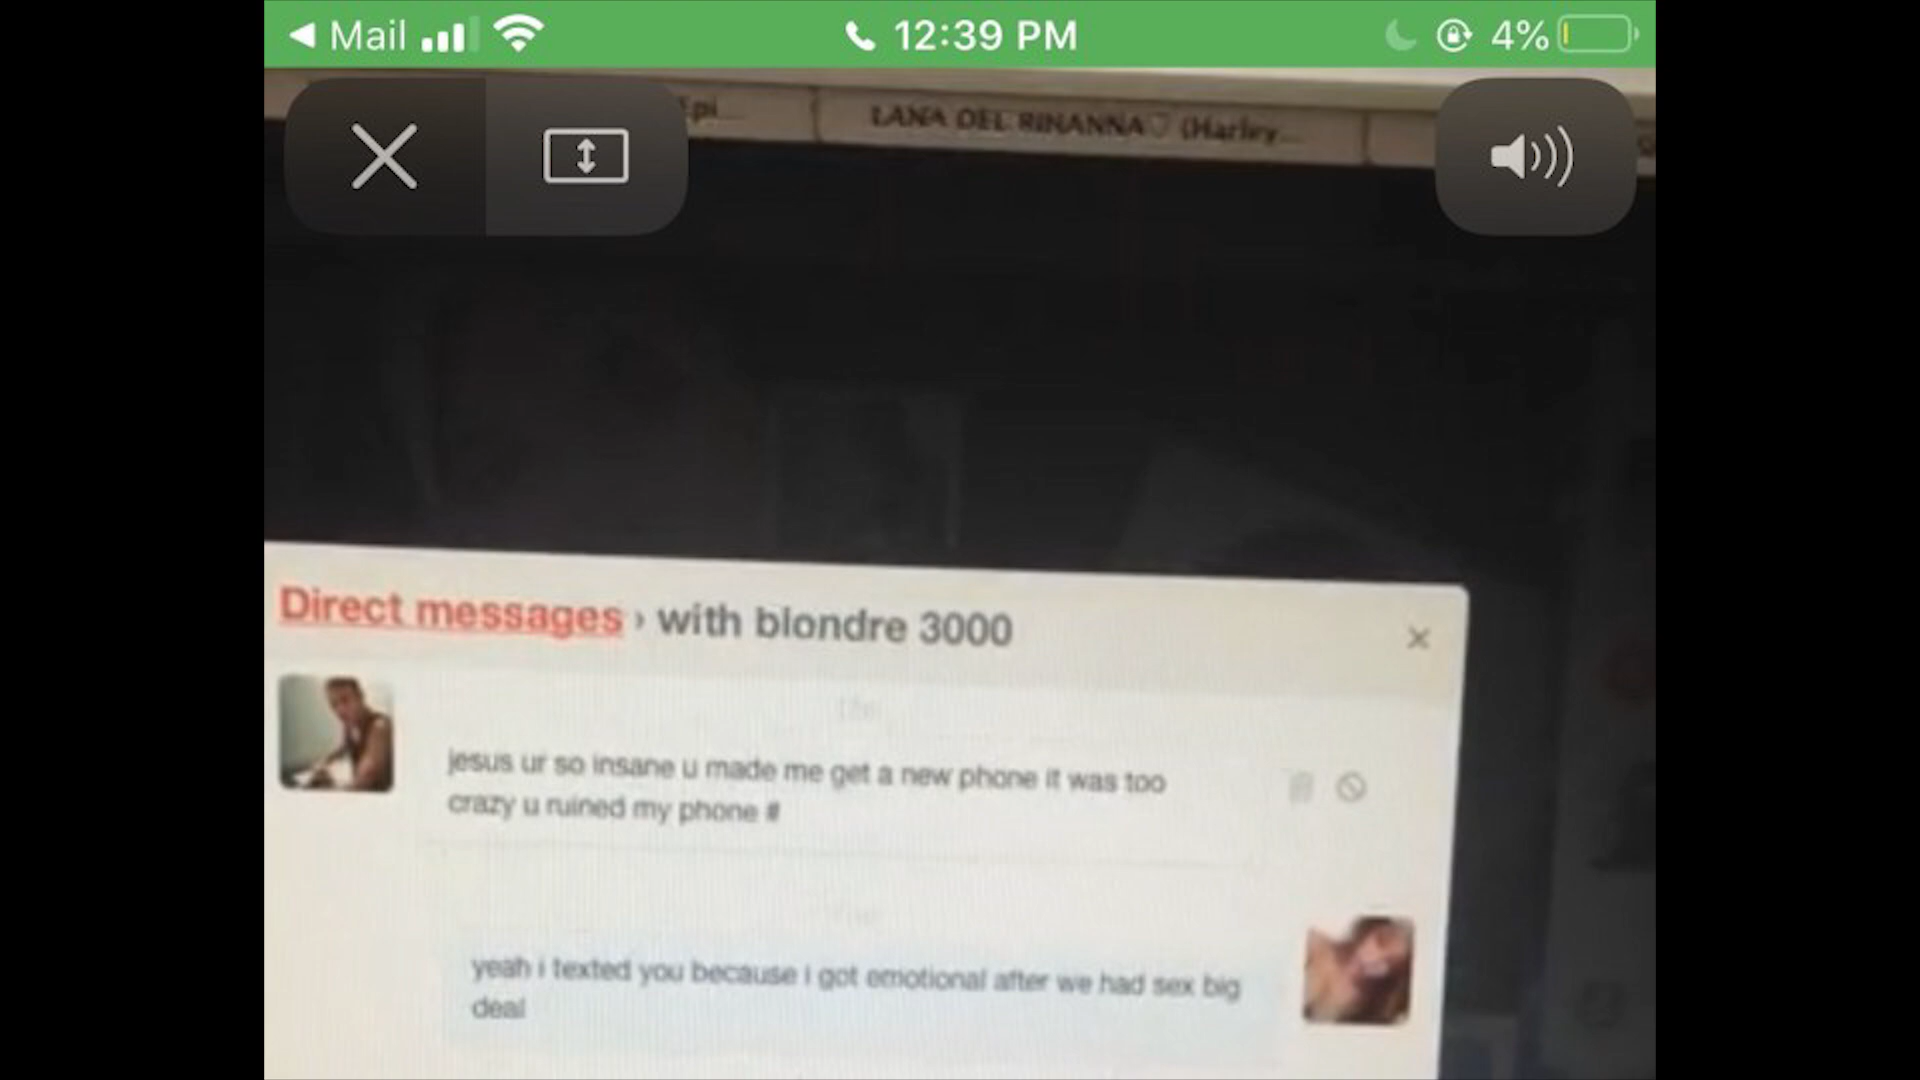 Mail 12:39 PM 4%
Epi... LANA DEL RIHANNA♡ (Harley...
Direct messages › with blondre 3000
jesus ur so insane u made me get a new phone it was too
crazy u ruined my phone #
yeah i texted you because i got emotional after we had sex big
deal